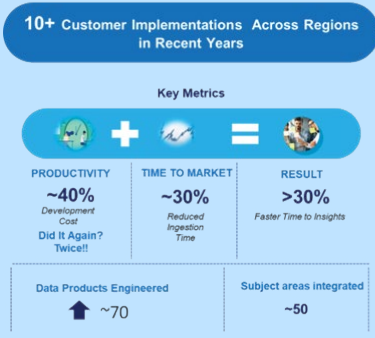 10+ Customer Implementations Across Regions
in Recent Years
Key Metrics
PRODUCTIVITY
~40%
Development
Cost
Did It Again?
Twice!!
TIME TO MARKET
~30%
Reduced
Ingestion
Time
RESULT
>30%
Faster Time to Insights
Data Products Engineered
~70
Subject areas integrated
~50